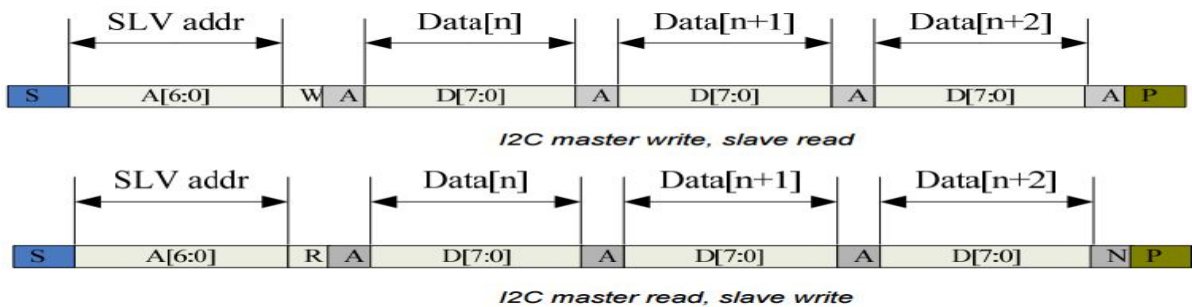 SLV addr Data[n] Data[n+1] Data[n+2]
S A[6:0] W A D[7:0] A D[7:0] A D[7:0] A P
I2C master write, slave read
SLV addr Data[n] Data[n+1] Data[n+2]
S A[6:0] R A D[7:0] A D[7:0] A D[7:0] N P
I2C master read, slave write